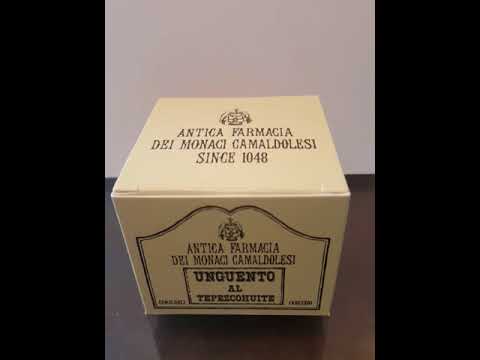 ANTICA FARMACIA
DEI MONACI CAMALDOLESI
SINCE 1048
ANTICA FARMACIA
DEI MONACI CAMALDOLESI
UNGUENTO
AL
TEPEZCOHUITE